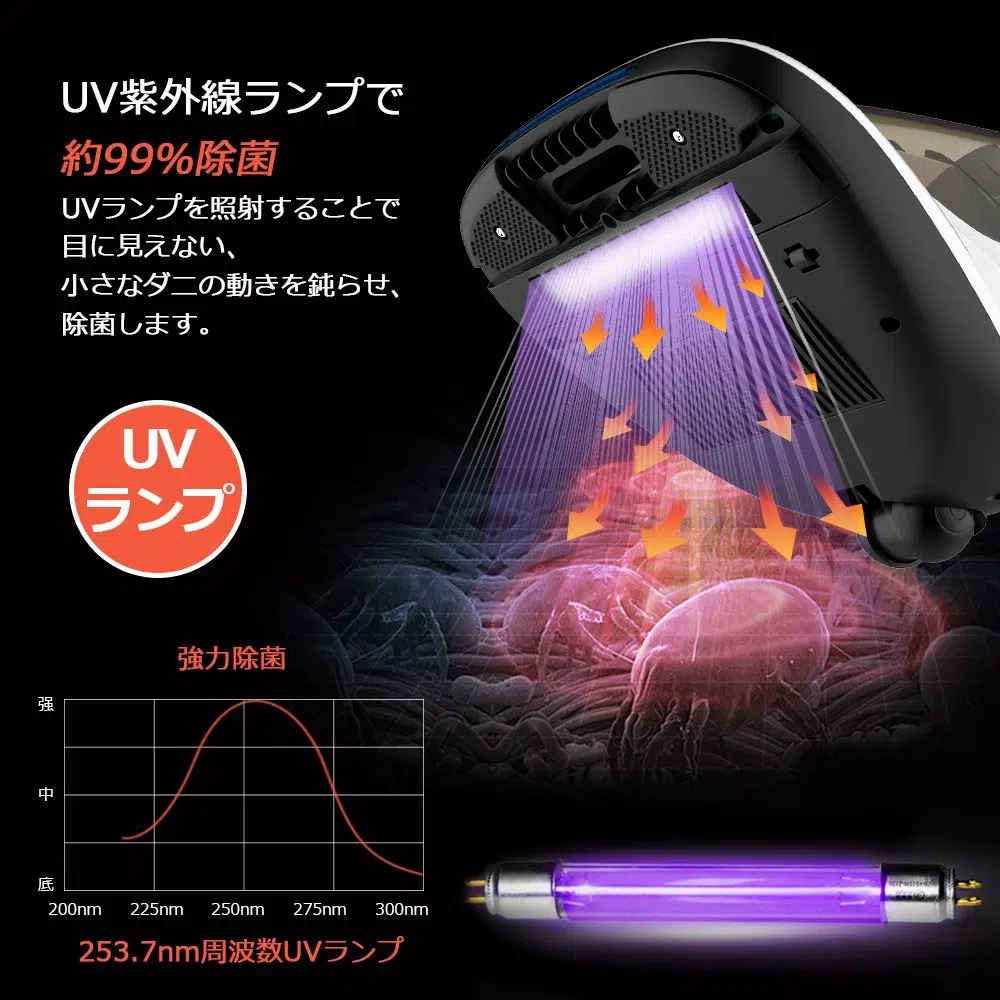 UV紫外線ランプで
約99%除菌
UVランプを照射することで
目に見えない、
小さなダニの動きを鈍らせ、
除菌します。
UV
ランプ
強力除菌
强
中
底
200nm 225nm 250nm 275nm 300nm
253.7nm周波数UVランプ